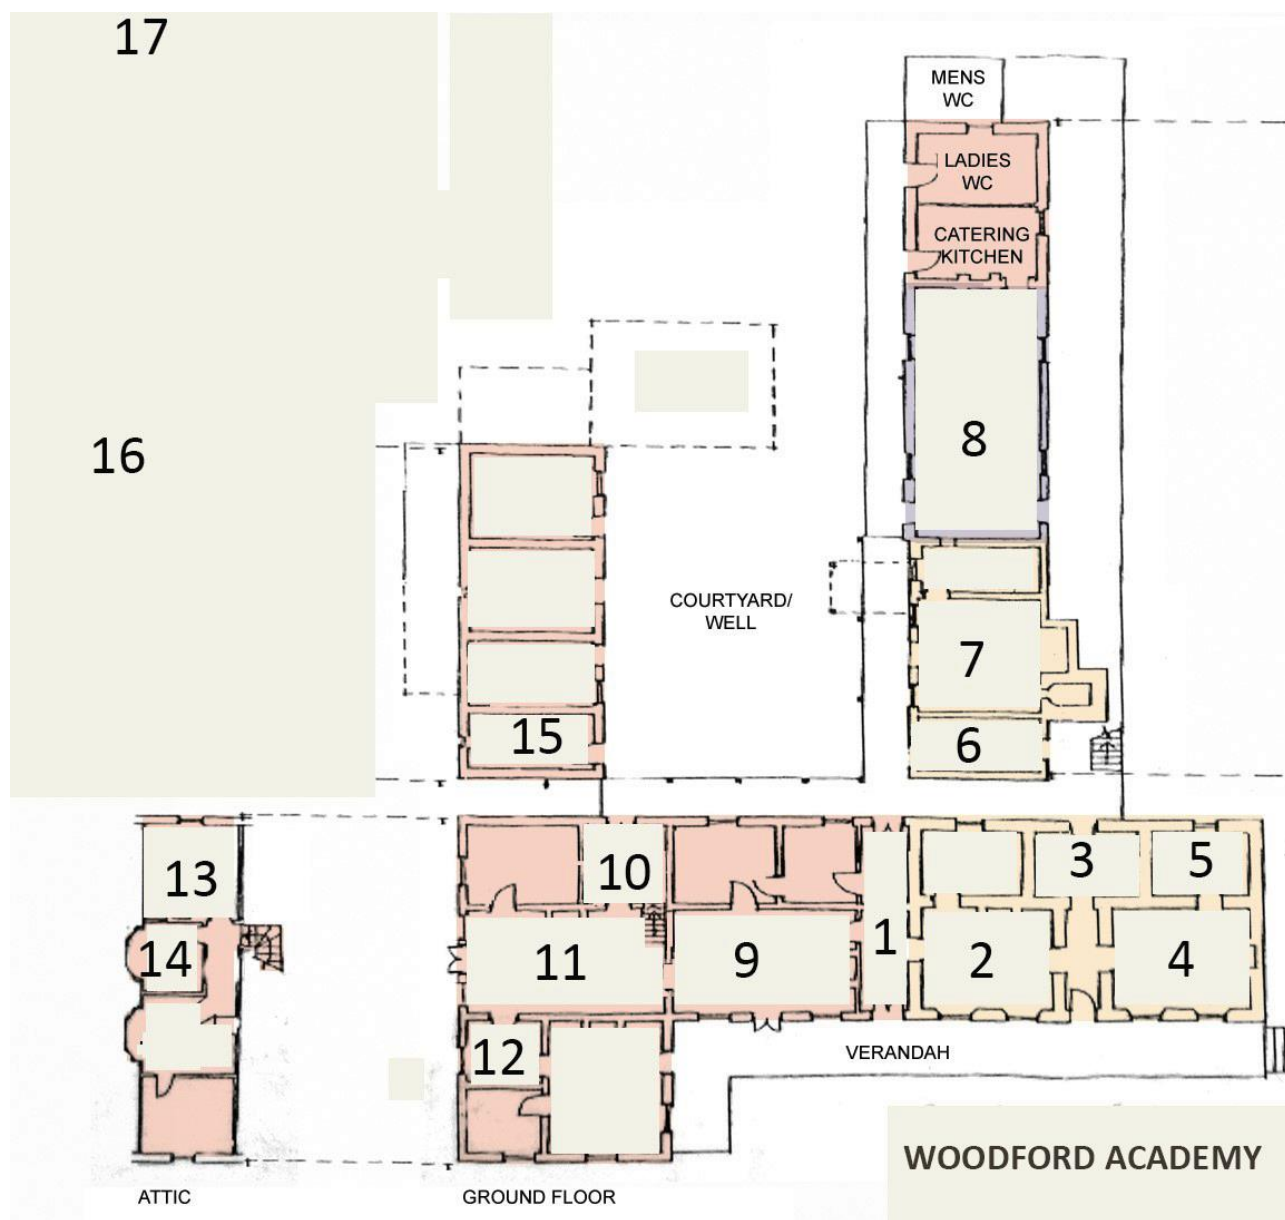 17
MENS
WC
LADIES
WC
CATERING
KITCHEN
16
8
COURTYARD/
WELL
7
15
6
13
10
3
5
14
11
9
1
2
4
12
VERANDAH
WOODFORD ACADEMY
ATTIC
GROUND FLOOR